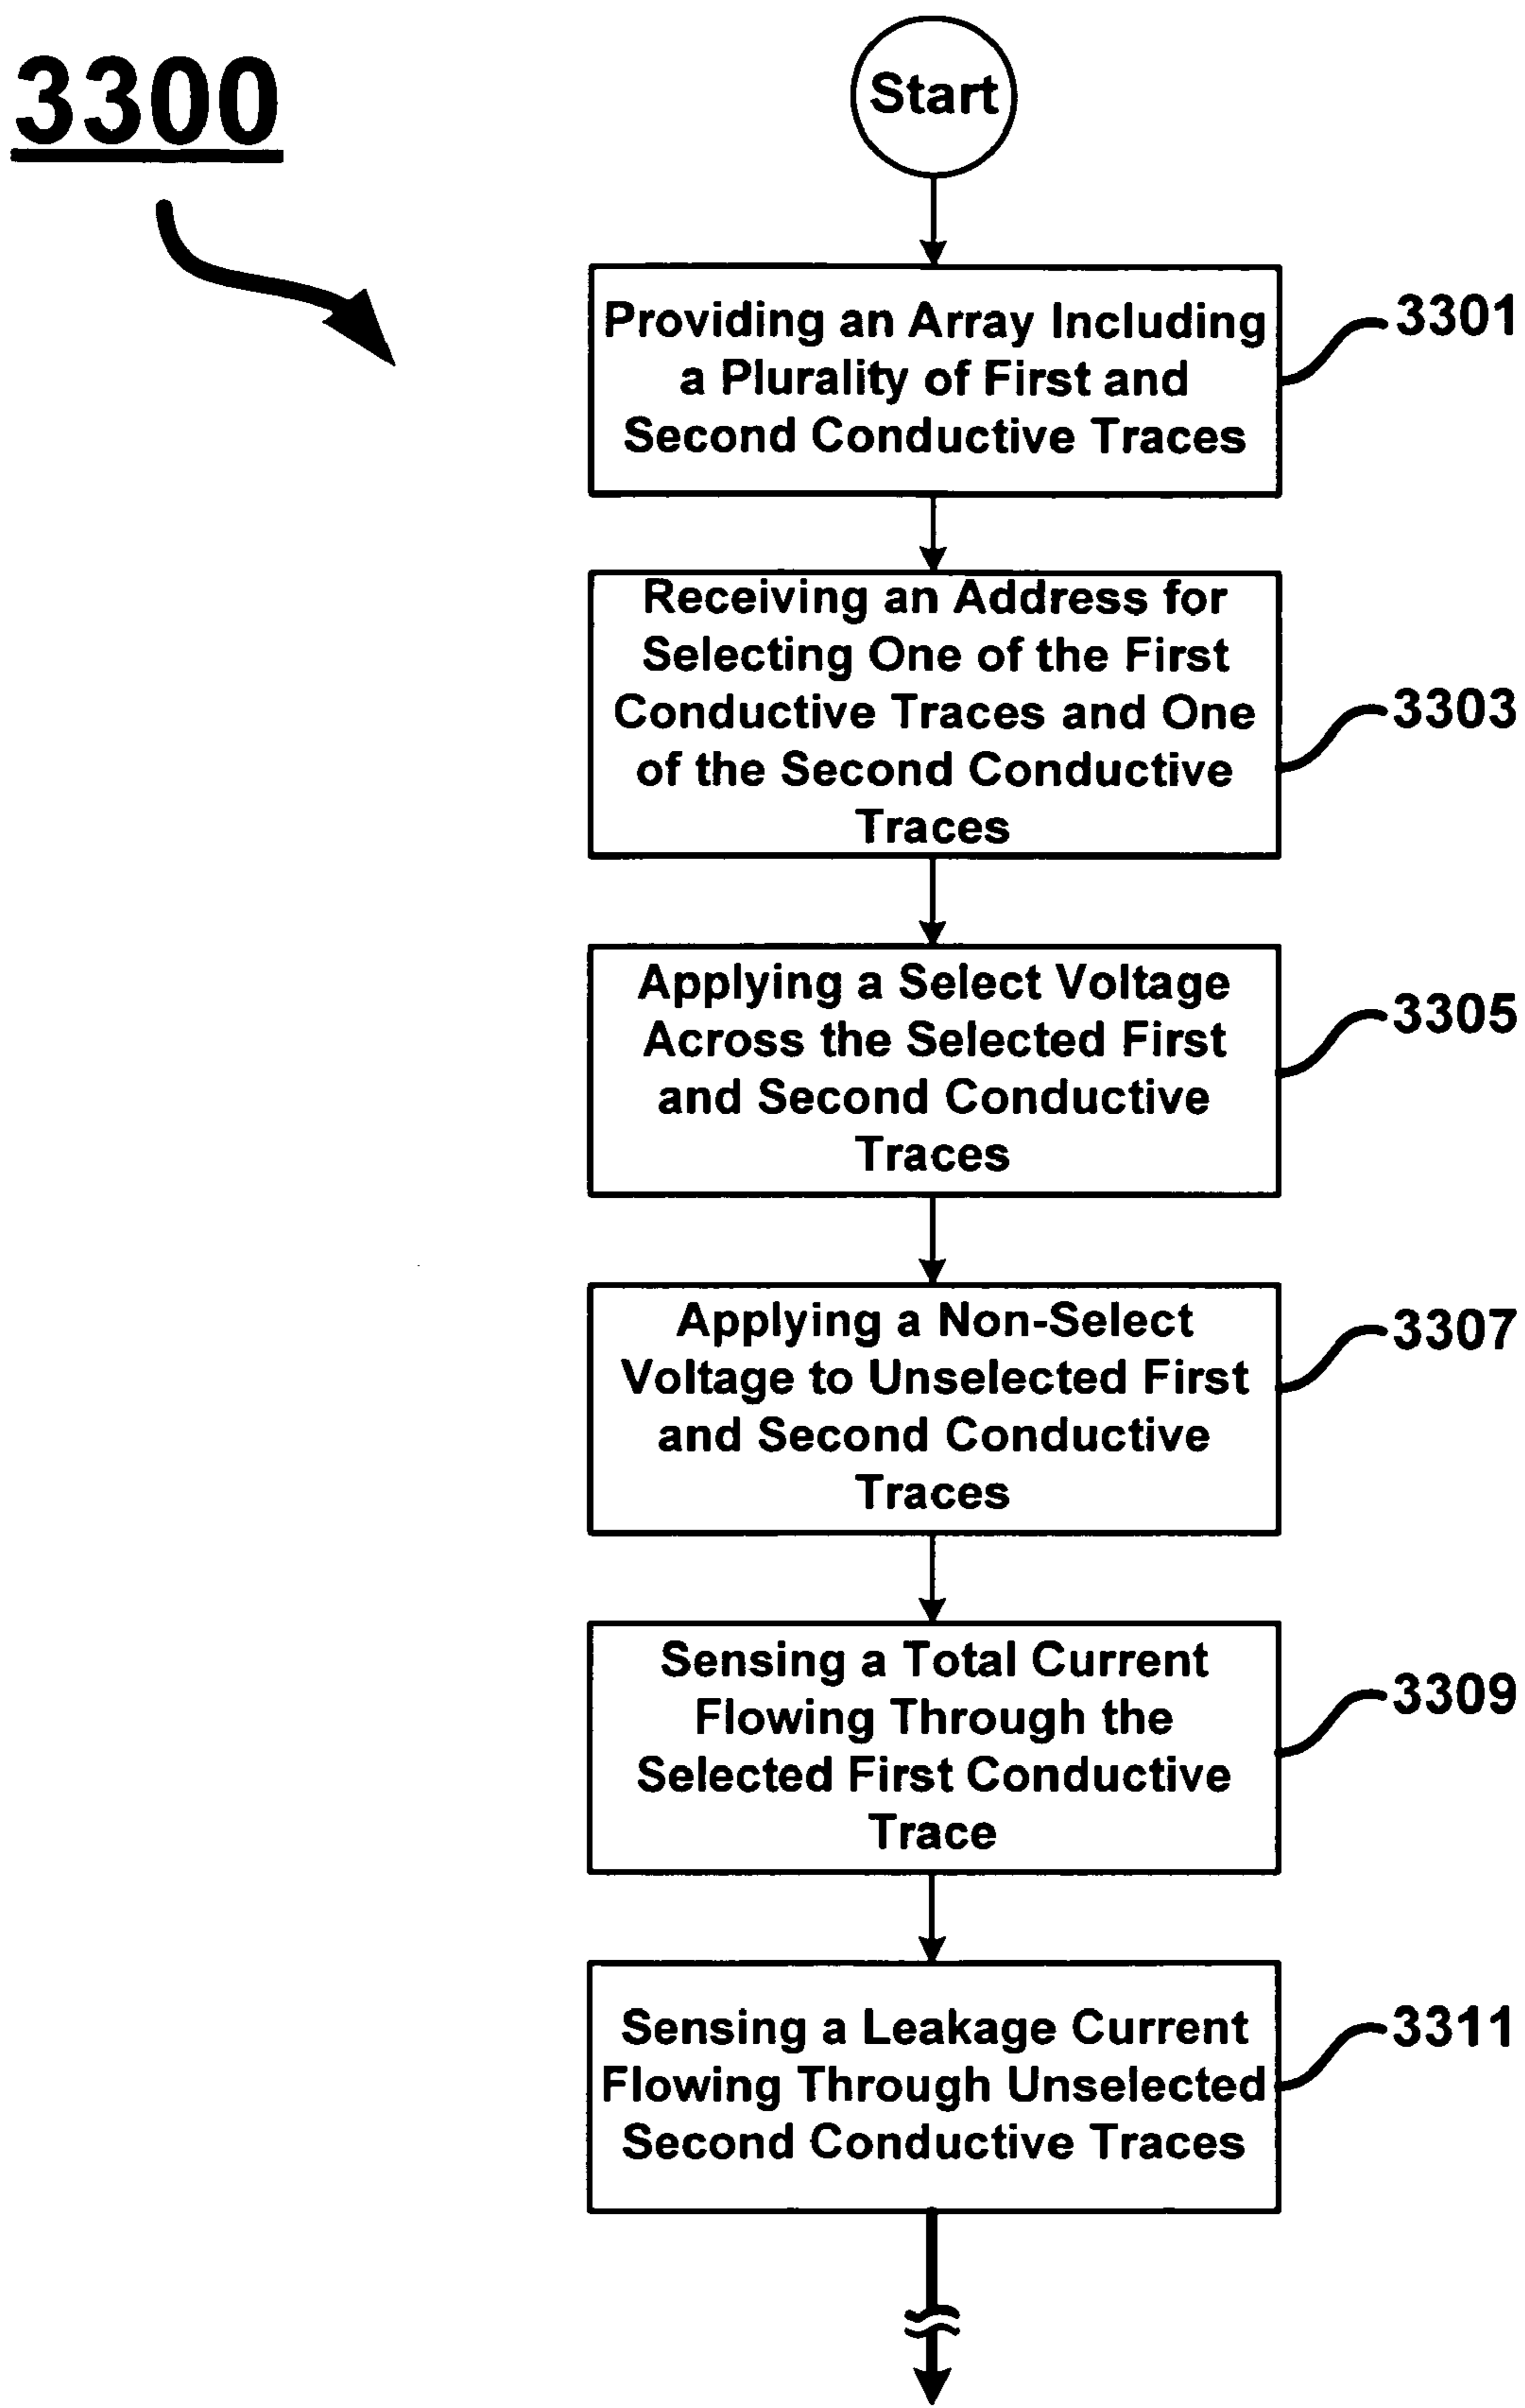 3300
Start
Providing an Array Including
a Plurality of First and
Second Conductive Traces
3301
Receiving an Address for
Selecting One of the First
Conductive Traces and One
of the Second Conductive
Traces
3303
Applying a Select Voltage
Across the Selected First
and Second Conductive
Traces
3305
Applying a Non-Select
Voltage to Unselected First
and Second Conductive
Traces
3307
Sensing a Total Current
Flowing Through the
Selected First Conductive
Trace
3309
Sensing a Leakage Current
Flowing Through Unselected
Second Conductive Traces
3311